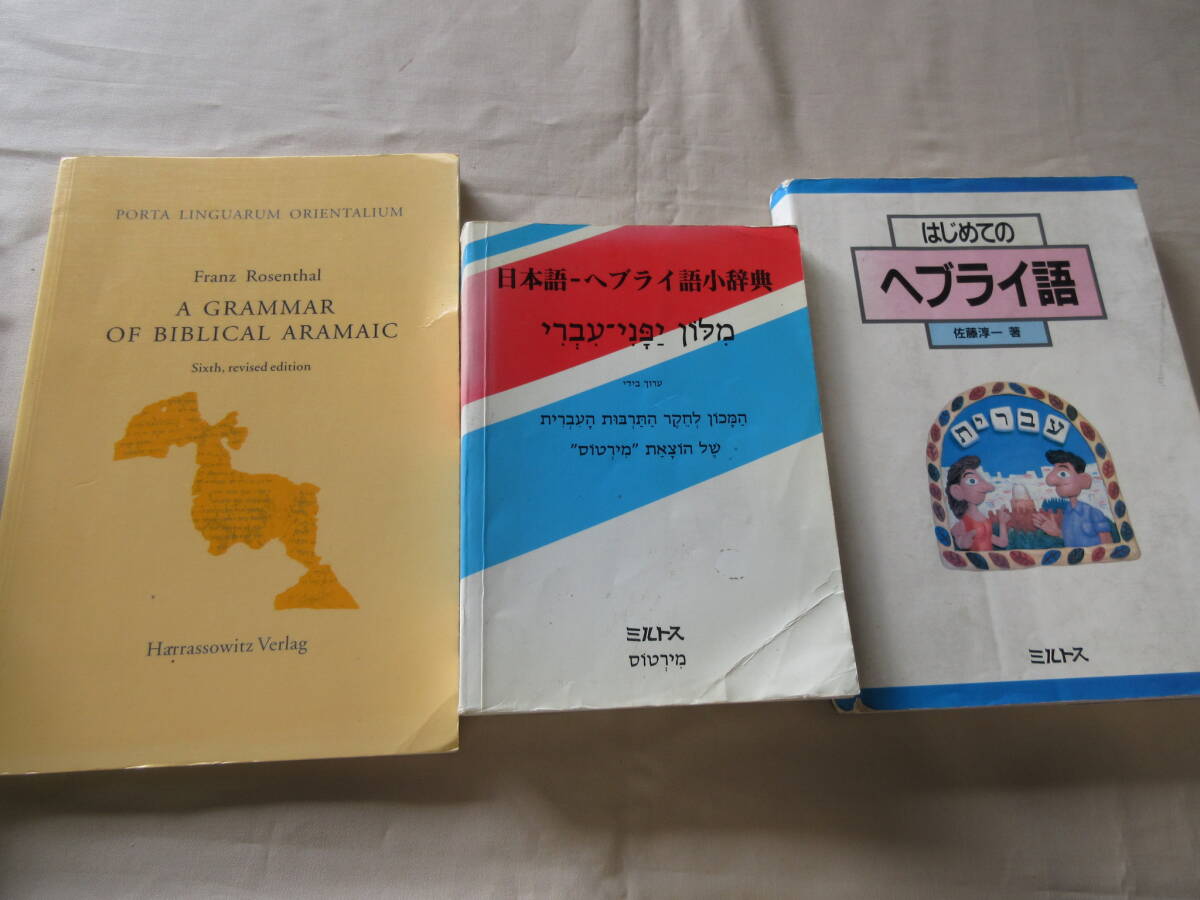 PORTA LINGUARUM ORIENTALIUM
Franz Rosenthal
A GRAMMAR
OF BIBLICAL ARAMAIC
Sixth, revised edition
Harrassowitz Verlag
日本語-ヘブライ語小辞典
מִלּוֹן יַפָּנִי־עִבְרִי
ערוך בידי
הַמָּכוֹן לְחֵקֶר הַתַּרְבּוּת הָעִבְרִית
שֶׁל הוֹצָאַת "מִירְטוֹס"
ミルトス
מִירְטוֹס
はじめての
ヘブライ語
佐藤淳一 著
עברית
ミルトス